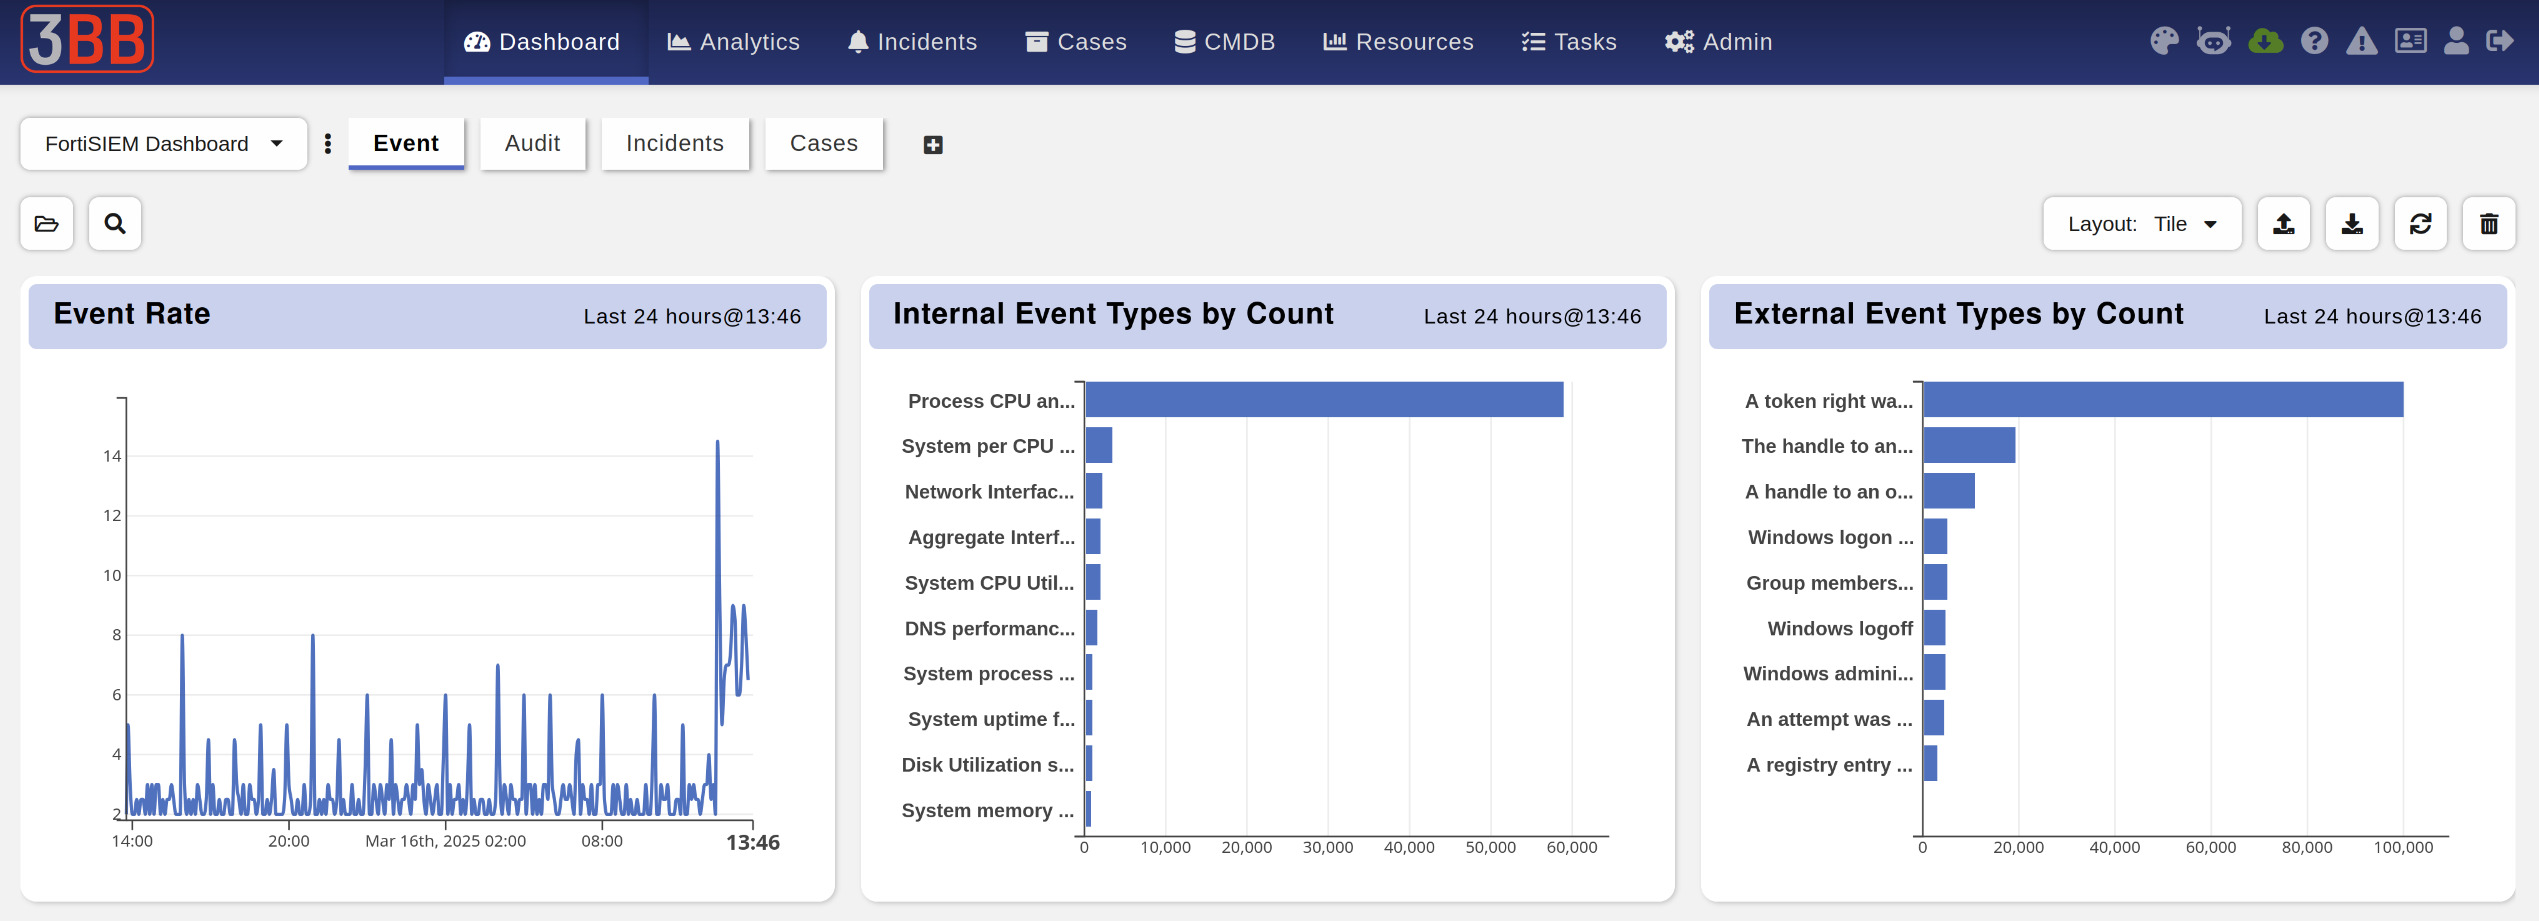 3BB
Dashboard Analytics Incidents Cases CMDB Resources Tasks Admin
FortiSIEM Dashboard Event Audit Incidents Cases
Layout: Tile
Event Rate Last 24 hours@13:46
14
12
10
8
6
4
2
14:00 20:00 Mar 16th, 2025 02:00 08:00 13:46
Internal Event Types by Count Last 24 hours@13:46
Process CPU an...
System per CPU ...
Network Interfac...
Aggregate Interf...
System CPU Util...
DNS performanc...
System process ...
System uptime f...
Disk Utilization s...
System memory ...
0 10,000 20,000 30,000 40,000 50,000 60,000
External Event Types by Count Last 24 hours@13:46
A token right wa...
The handle to an...
A handle to an o...
Windows logon ...
Group members...
Windows logoff
Windows admini...
An attempt was ...
A registry entry ...
0 20,000 40,000 60,000 80,000 100,000